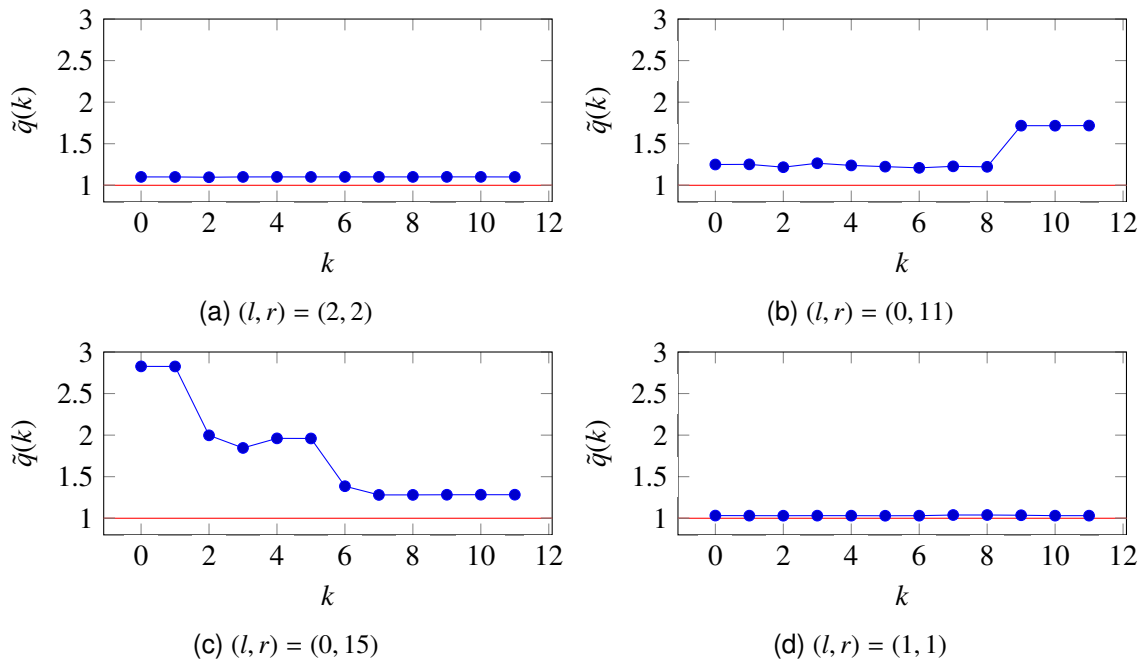 3
2.5
2
1.5
1
0 2 4 6 8 10 12
q̃(k)
k
(a) (l, r) = (2, 2)
3
2.5
2
1.5
1
0 2 4 6 8 10 12
q̃(k)
k
(b) (l, r) = (0, 11)
3
2.5
2
1.5
1
0 2 4 6 8 10 12
q̃(k)
k
(c) (l, r) = (0, 15)
3
2.5
2
1.5
1
0 2 4 6 8 10 12
q̃(k)
k
(d) (l, r) = (1, 1)